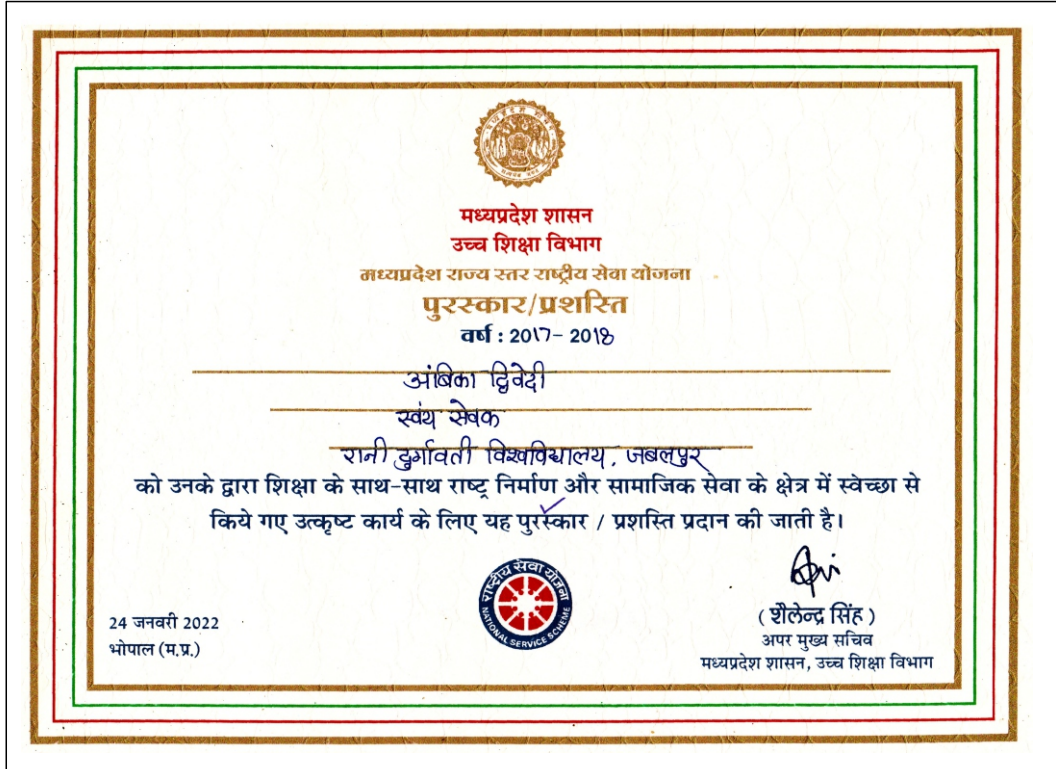 मध्यप्रदेश शासन
उच्च शिक्षा विभाग
मध्यप्रदेश राज्य स्तर राष्ट्रीय सेवा योजना
पुरस्कार/प्रशस्ति
वर्ष : 2017- 2018
अंबिका द्विवेदी
स्वंय सेवक
रानी दुर्गावती विश्वविद्यालय, जबलपुर
को उनके द्वारा शिक्षा के साथ-साथ राष्ट्र निर्माण और सामाजिक सेवा के क्षेत्र में स्वेच्छा से
किये गए उत्कृष्ट कार्य के लिए यह पुरस्कार / प्रशस्ति प्रदान की जाती है।
राष्ट्रीय सेवा योजना
NATIONAL SERVICE SCHEME
24 जनवरी 2022
भोपाल (म.प्र.)
( शैलेन्द्र सिंह )
अपर मुख्य सचिव
मध्यप्रदेश शासन, उच्च शिक्षा विभाग